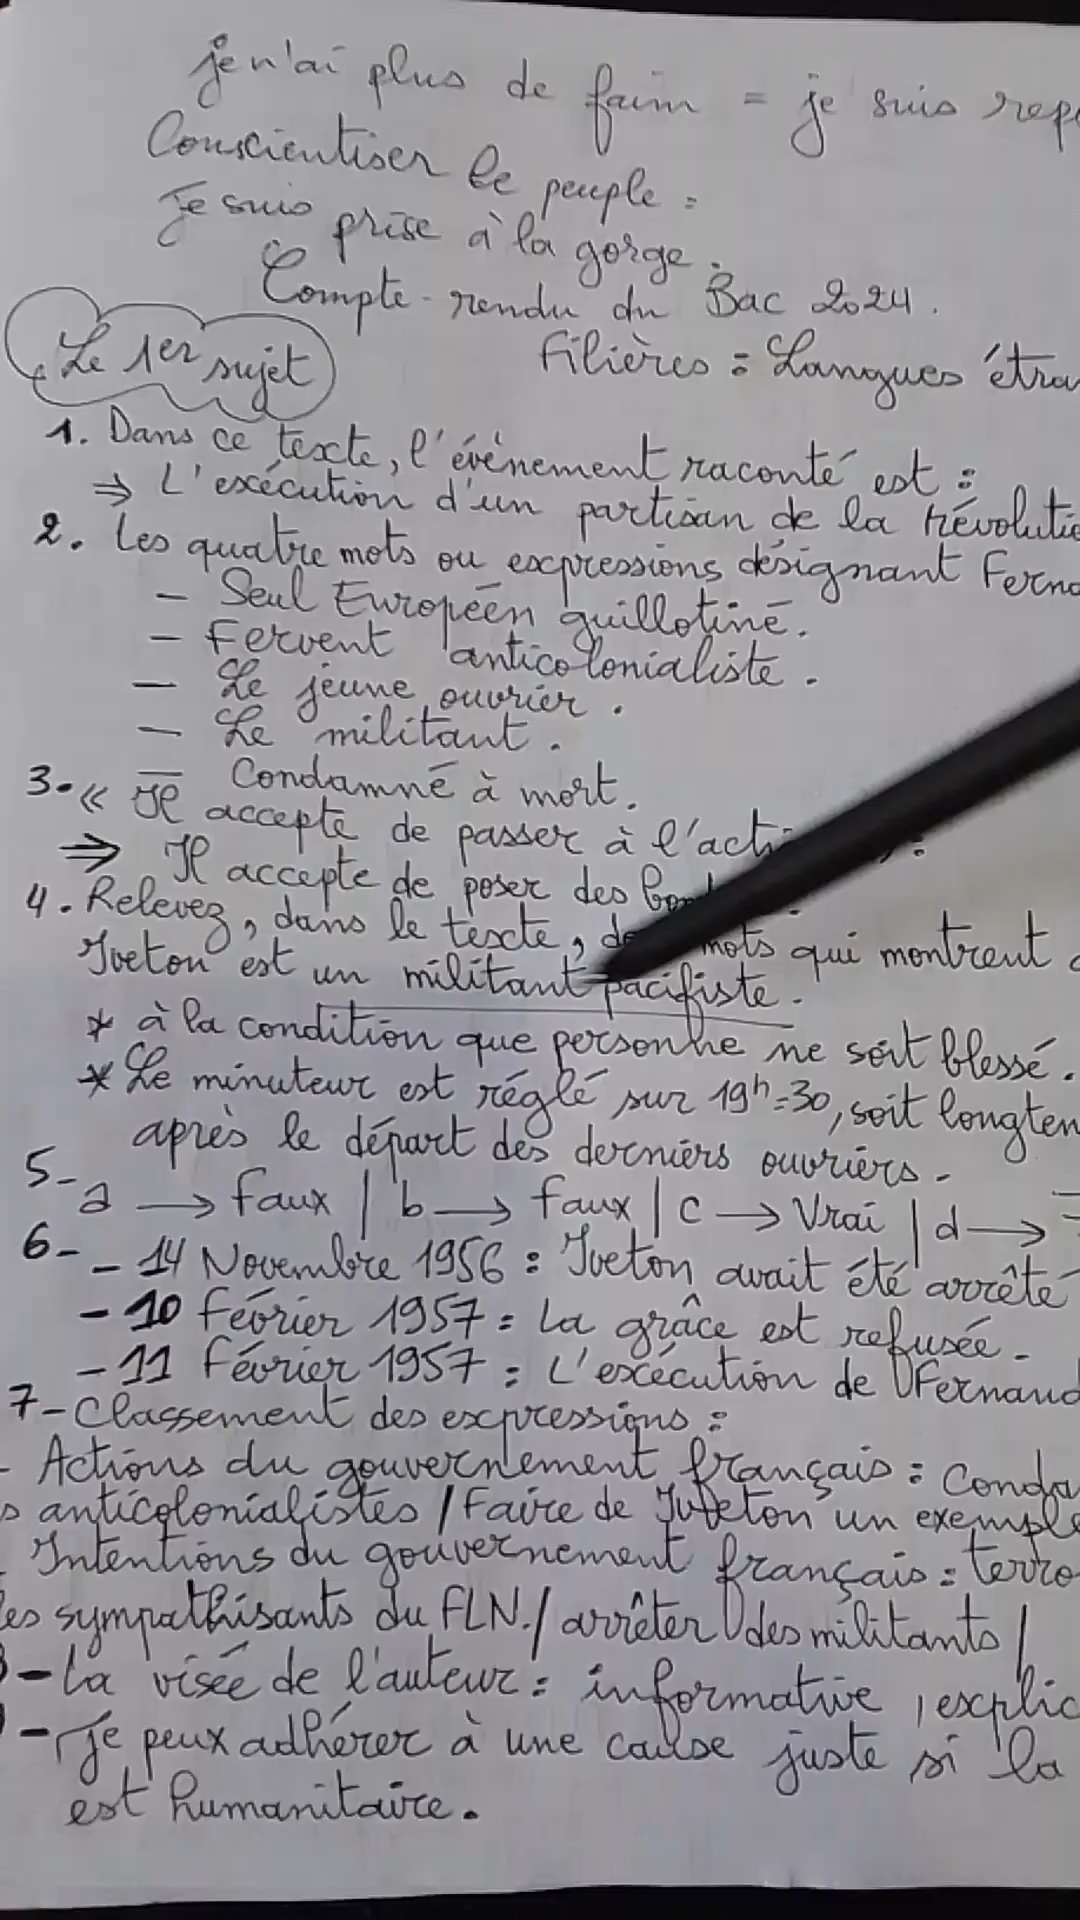 je n'ai plus de faim = je suis rep
Conscientiser le peuple =
Je suis prise à la gorge.
Compte-rendu du Bac 2024.
Le 1er sujet
Filières = Langues étra
1. Dans ce texte, l'évènement raconté est :
⇒ L'exécution d'un partisan de la révolutio
2. Les quatre mots ou expressions désignant Ferna
- Seul Européen guillotiné.
- Fervent anticolonialiste.
- Le jeune ouvrier.
- Le militant.
- Condamné à mort.
3. « Il accepte de passer à l'acti
⇒ Il accepte de poser des bom
4. Relevez, dans le texte, de mots qui montrent
Iveton est un militant pacifiste.
* à la condition que personne ne soit blessé.
* Le minuteur est réglé sur 19h=30, soit longtem
après le départ des derniers ouvriers.
5- a → faux | b → faux | c → Vrai | d →
6- - 14 Novembre 1956 : Iveton avait été arrêté
- 10 Février 1957 = La grâce est refusée.
- 11 Février 1957 : L'exécution de Fernand
7- Classement des expressions :
- Actions du gouvernement français : Conda
s anticolonialistes / Faire de Iveton un exemple
Intentions du gouvernement français = terro
les sympathisants du FLN. / arrêter des militants /
- La visée de l'auteur = informative, explic
- Je peux adhérer à une cause juste si la
est humanitaire.